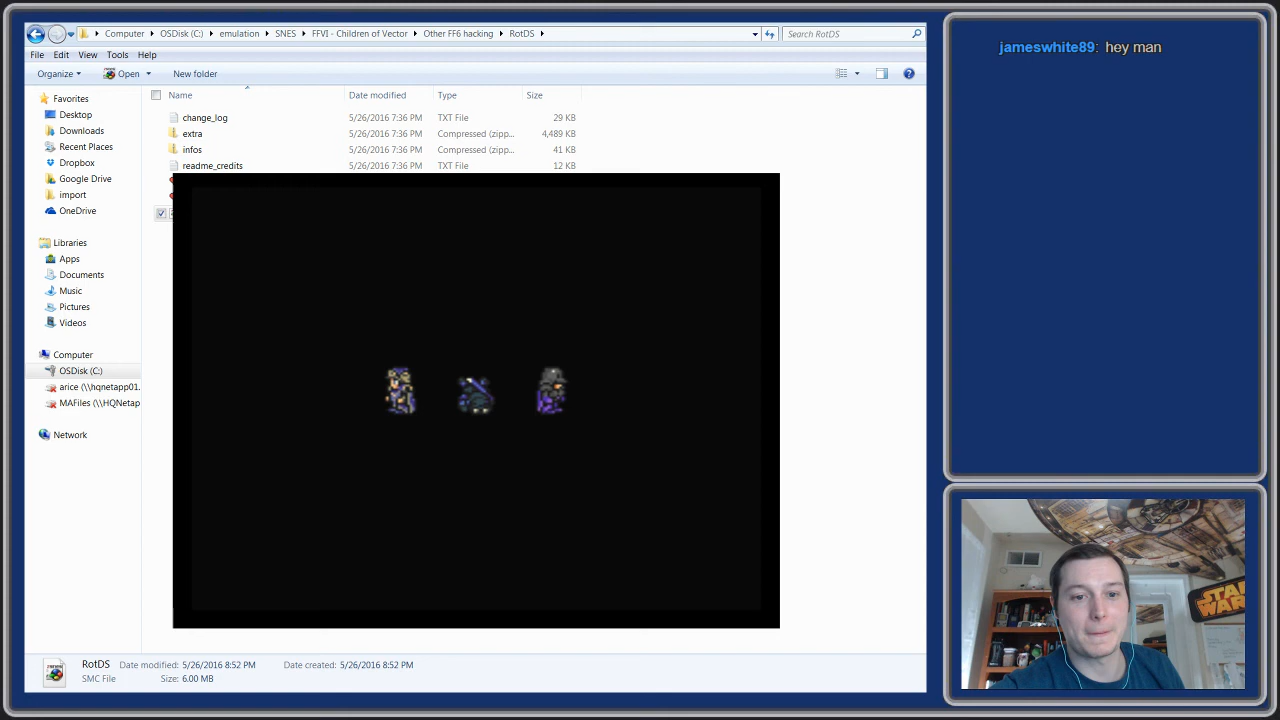 Computer ▸ OSDisk (C:) ▸ emulation ▸ SNES ▸ FFVI - Children of Vector ▸ Other FF6 hacking ▸ RotDS ▸
Search RotDS
File Edit View Tools Help
Organize Open New folder
Name Date modified Type Size
Favorites
Desktop
Downloads
Recent Places
Dropbox
Google Drive
import
OneDrive
Libraries
Apps
Documents
Music
Pictures
Videos
Computer
OSDisk (C:)
arice (\\hqnetapp01.
MAFiles (\\HQNetap
Network
change_log 5/26/2016 7:36 PM TXT File 29 KB
extra 5/26/2016 7:36 PM Compressed (zipp... 4,489 KB
infos 5/26/2016 7:36 PM Compressed (zipp... 41 KB
readme_credits 5/26/2016 7:36 PM TXT File 12 KB
RotDS Date modified: 5/26/2016 8:52 PM Date created: 5/26/2016 8:52 PM
SMC File Size: 6.00 MB
jameswhite89: hey man
STAR
WARS